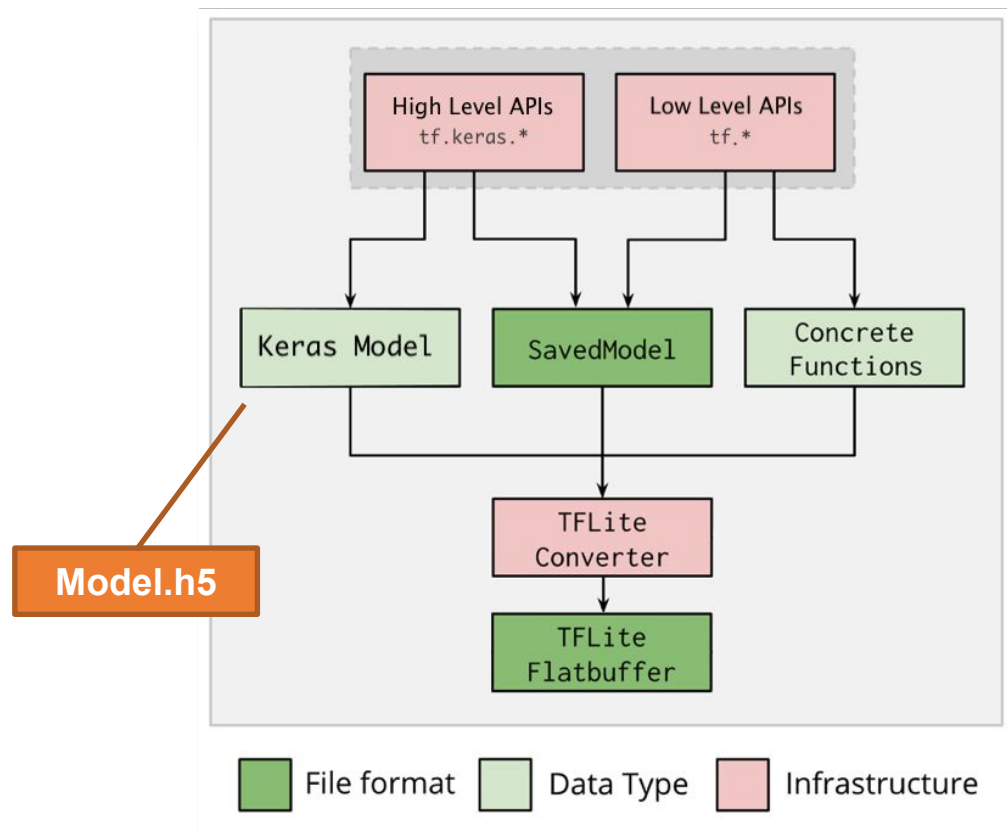 High Level APIs
tf.keras.*
Low Level APIs
tf.*
Keras Model
SavedModel
Concrete
Functions
TFLite
Converter
Model.h5
TFLite
Flatbuffer
File format
Data Type
Infrastructure